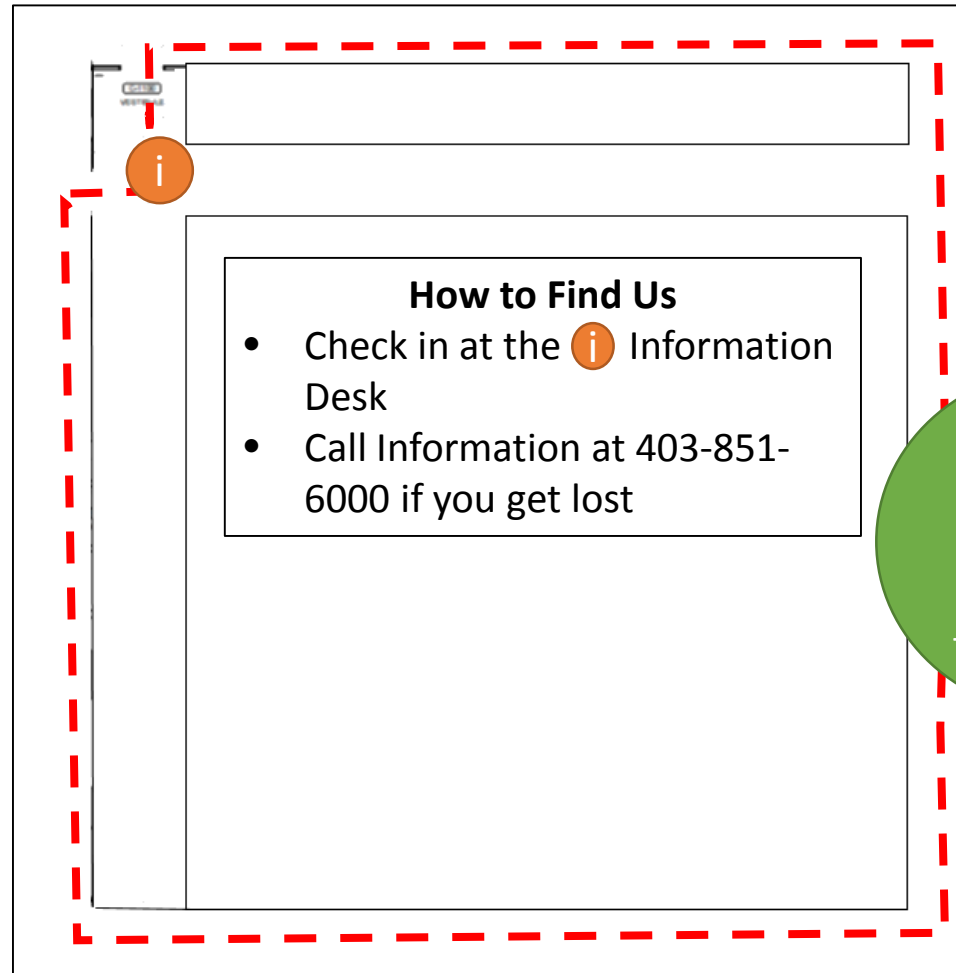 VESTIBULE
i
How to Find Us
• Check in at the i Information
Desk
• Call Information at 403-851-
6000 if you get lost